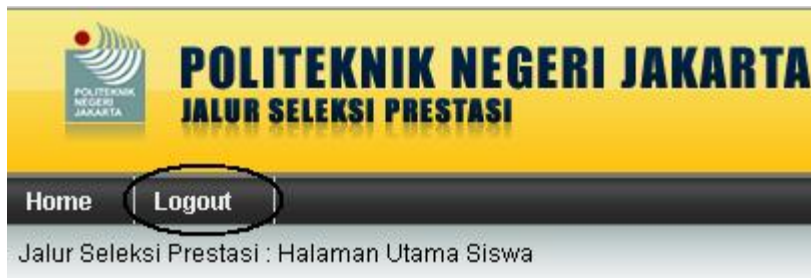 POLITEKNIK
NEGERI
JAKARTA
POLITEKNIK NEGERI JAKARTA
JALUR SELEKSI PRESTASI
Home Logout
Jalur Seleksi Prestasi : Halaman Utama Siswa